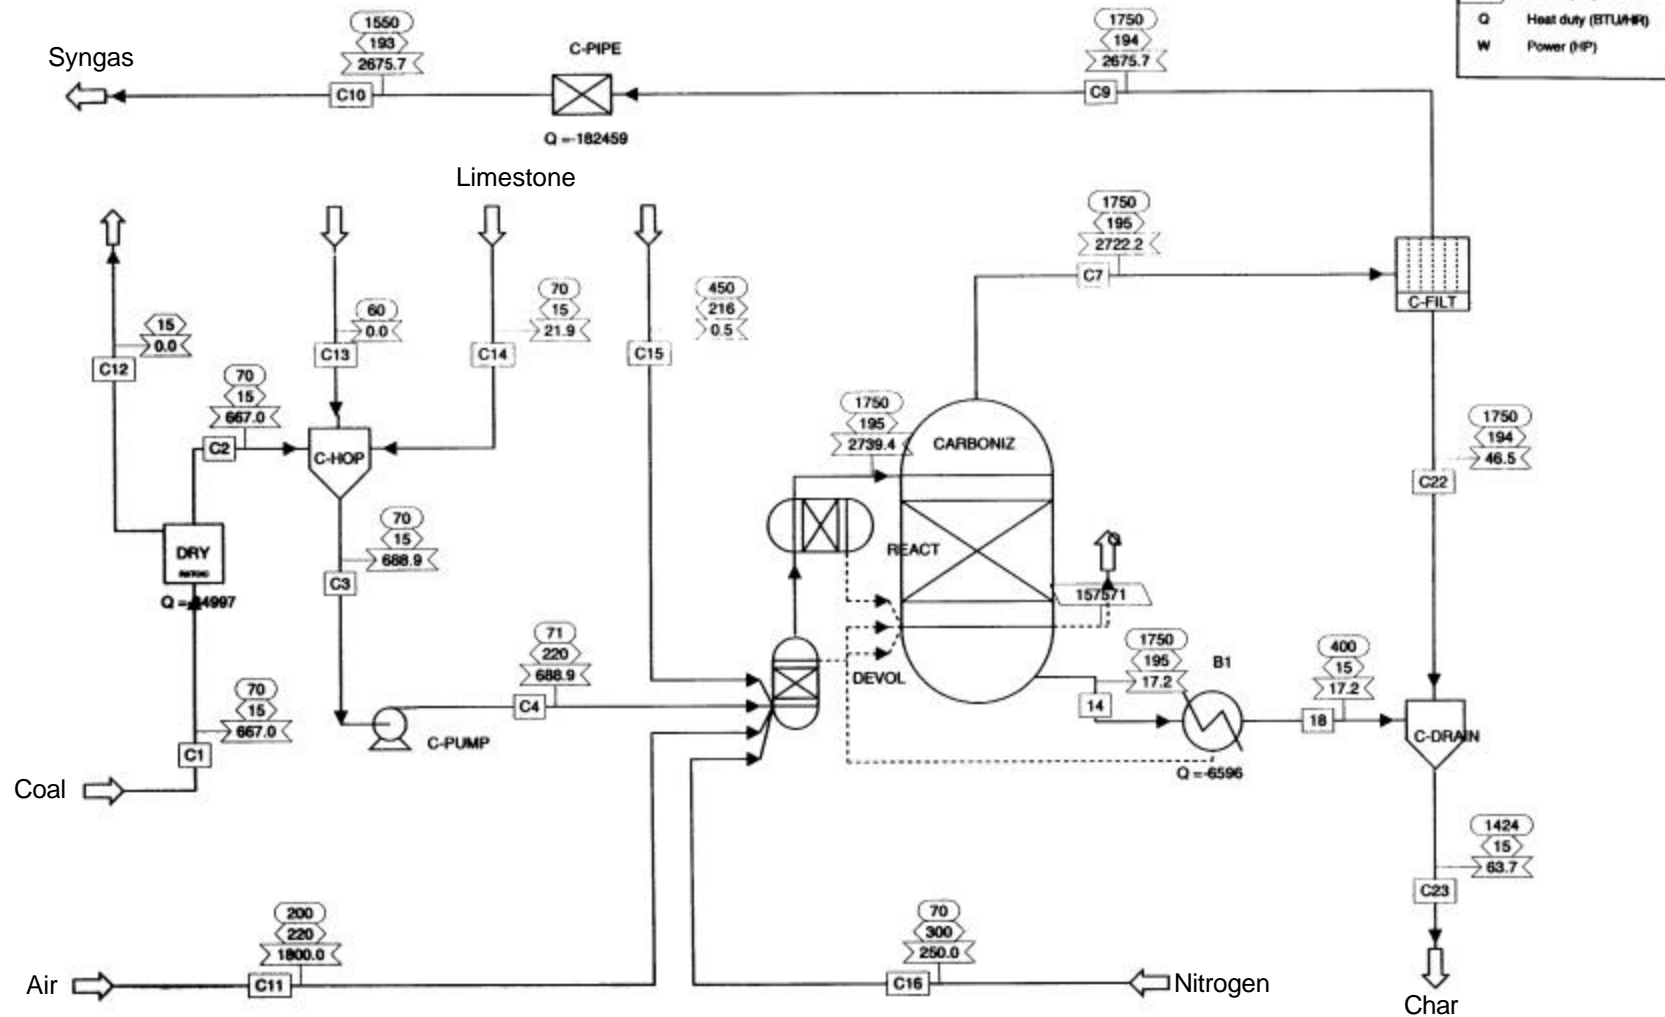 Q Heat duty (BTU/HR)
W Power (HP)
Syngas
1550
193
2675.7
C10
C-PIPE
Q =-182459
1750
194
2675.7
C9
Limestone
15
0.0
C12
60
0.0
C13
70
15
21.9
C14
450
216
0.5
C15
1750
195
2722.2
C7
C-FILT
70
15
667.0
C2
C-HOP
1750
195
2739.4
CARBONIZ
1750
194
46.5
C22
DRY
70
15
688.9
C3
REACT
Q
157571
71
220
688.9
C4
C-PUMP
DEVOL
1750
195
17.2
14
B1
Q =-6596
400
15
17.2
18
C-DRAIN
70
15
667.0
C1
Coal
1424
15
63.7
C23
Char
200
220
1800.0
C11
Air
70
300
250.0
C16
Nitrogen